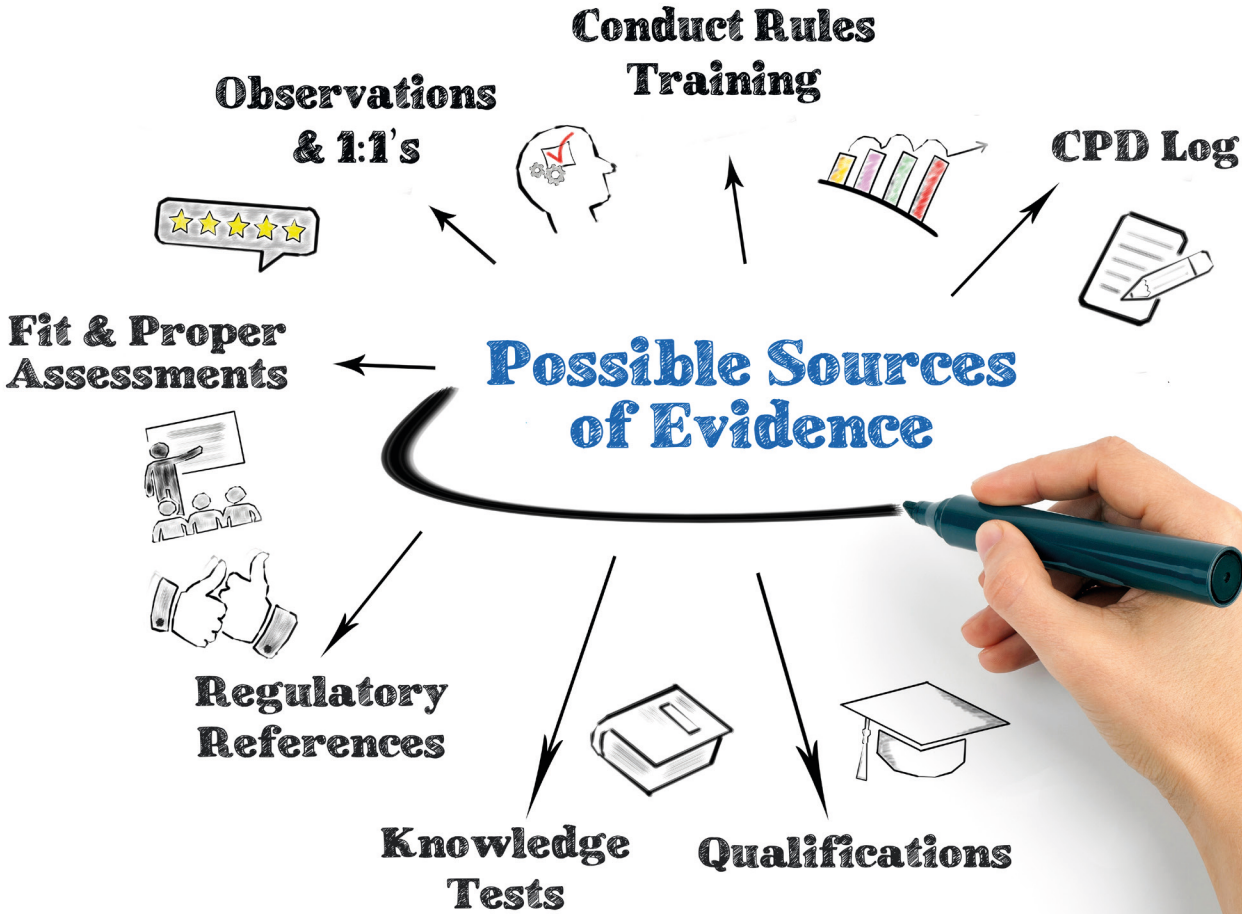 Conduct Rules
Training
Observations
& 1:1's
CPD Log
Fit & Proper
Assessments
Possible Sources
of Evidence
Regulatory
References
Knowledge
Tests
Qualifications